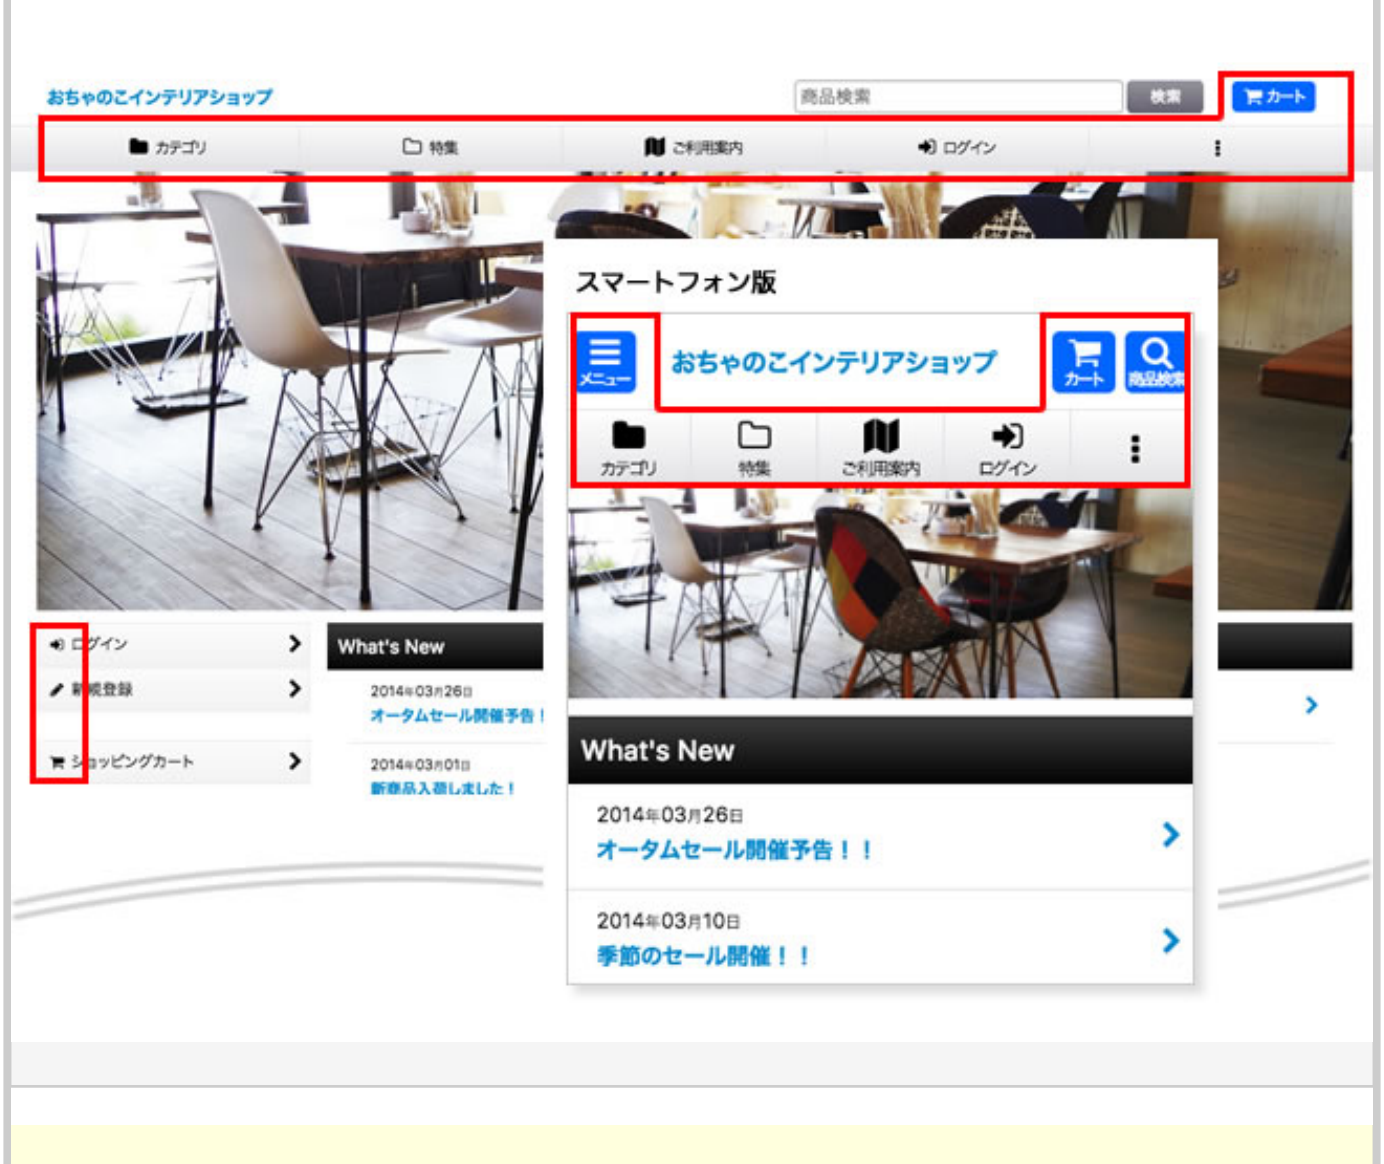 おちゃのこインテリアショップ
商品検索 検索 カート
カテゴリ 特集 ご利用案内 ログイン
スマートフォン版
メニュー おちゃのこインテリアショップ カート 商品検索
カテゴリ 特集 ご利用案内 ログイン
ログイン
新規登録
ショッピングカート
What's New
2014年03月26日
オータムセール開催予告！
2014年03月01日
新商品入荷しました！
What's New
2014年03月26日
オータムセール開催予告！！
2014年03月10日
季節のセール開催！！